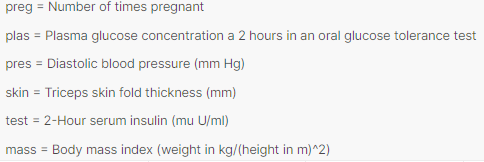 preg = Number of times pregnant
plas = Plasma glucose concentration a 2 hours in an oral glucose tolerance test
pres = Diastolic blood pressure (mm Hg)
skin = Triceps skin fold thickness (mm)
test = 2-Hour serum insulin (mu U/ml)
mass = Body mass index (weight in kg/(height in m)^2)